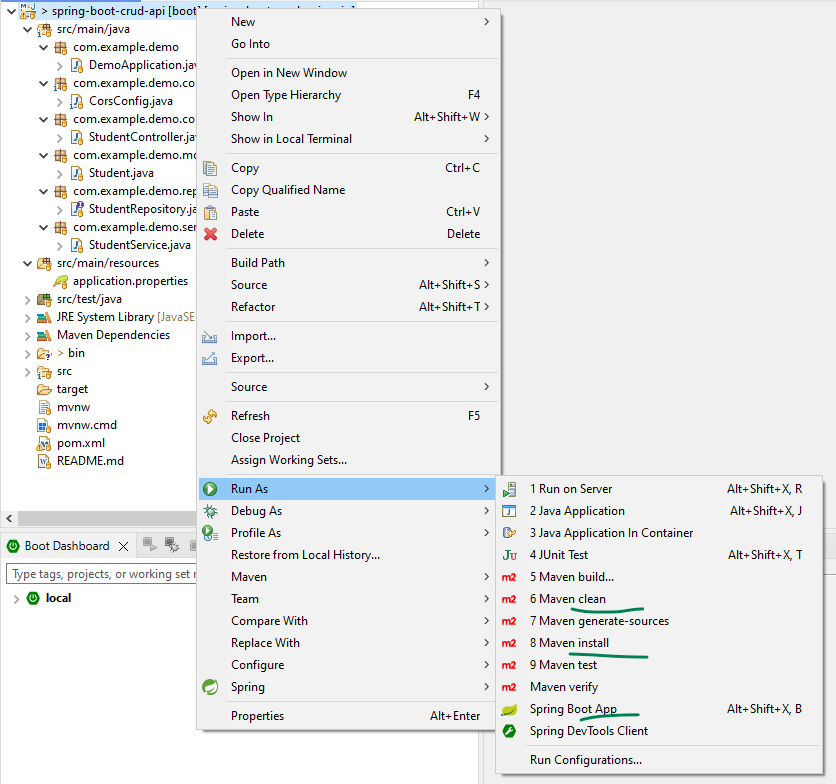 > spring-boot-crud-api [boot]
src/main/java
com.example.demo
DemoApplication.jav
com.example.demo.co
CorsConfig.java
com.example.demo.co
StudentController.ja
com.example.demo.mo
Student.java
com.example.demo.rep
StudentRepository.ja
com.example.demo.ser
StudentService.java
src/main/resources
application.properties
src/test/java
JRE System Library [JavaSE
Maven Dependencies
> bin
src
target
mvnw
mvnw.cmd
pom.xml
README.md
Boot Dashboard
Type tags, projects, or working set n
local
New
Go Into
Open in New Window
Open Type Hierarchy F4
Show In Alt+Shift+W
Show in Local Terminal
Copy Ctrl+C
Copy Qualified Name
Paste Ctrl+V
Delete Delete
Build Path
Source Alt+Shift+S
Refactor Alt+Shift+T
Import...
Export...
Source
Refresh F5
Close Project
Assign Working Sets...
Run As
Debug As
Profile As
Restore from Local History...
Maven
Team
Compare With
Replace With
Configure
Spring
Properties Alt+Enter
1 Run on Server Alt+Shift+X, R
2 Java Application Alt+Shift+X, J
3 Java Application In Container
Ju 4 JUnit Test Alt+Shift+X, T
m2 5 Maven build...
m2 6 Maven clean
m2 7 Maven generate-sources
m2 8 Maven install
m2 9 Maven test
m2 Maven verify
Spring Boot App Alt+Shift+X, B
Spring DevTools Client
Run Configurations...